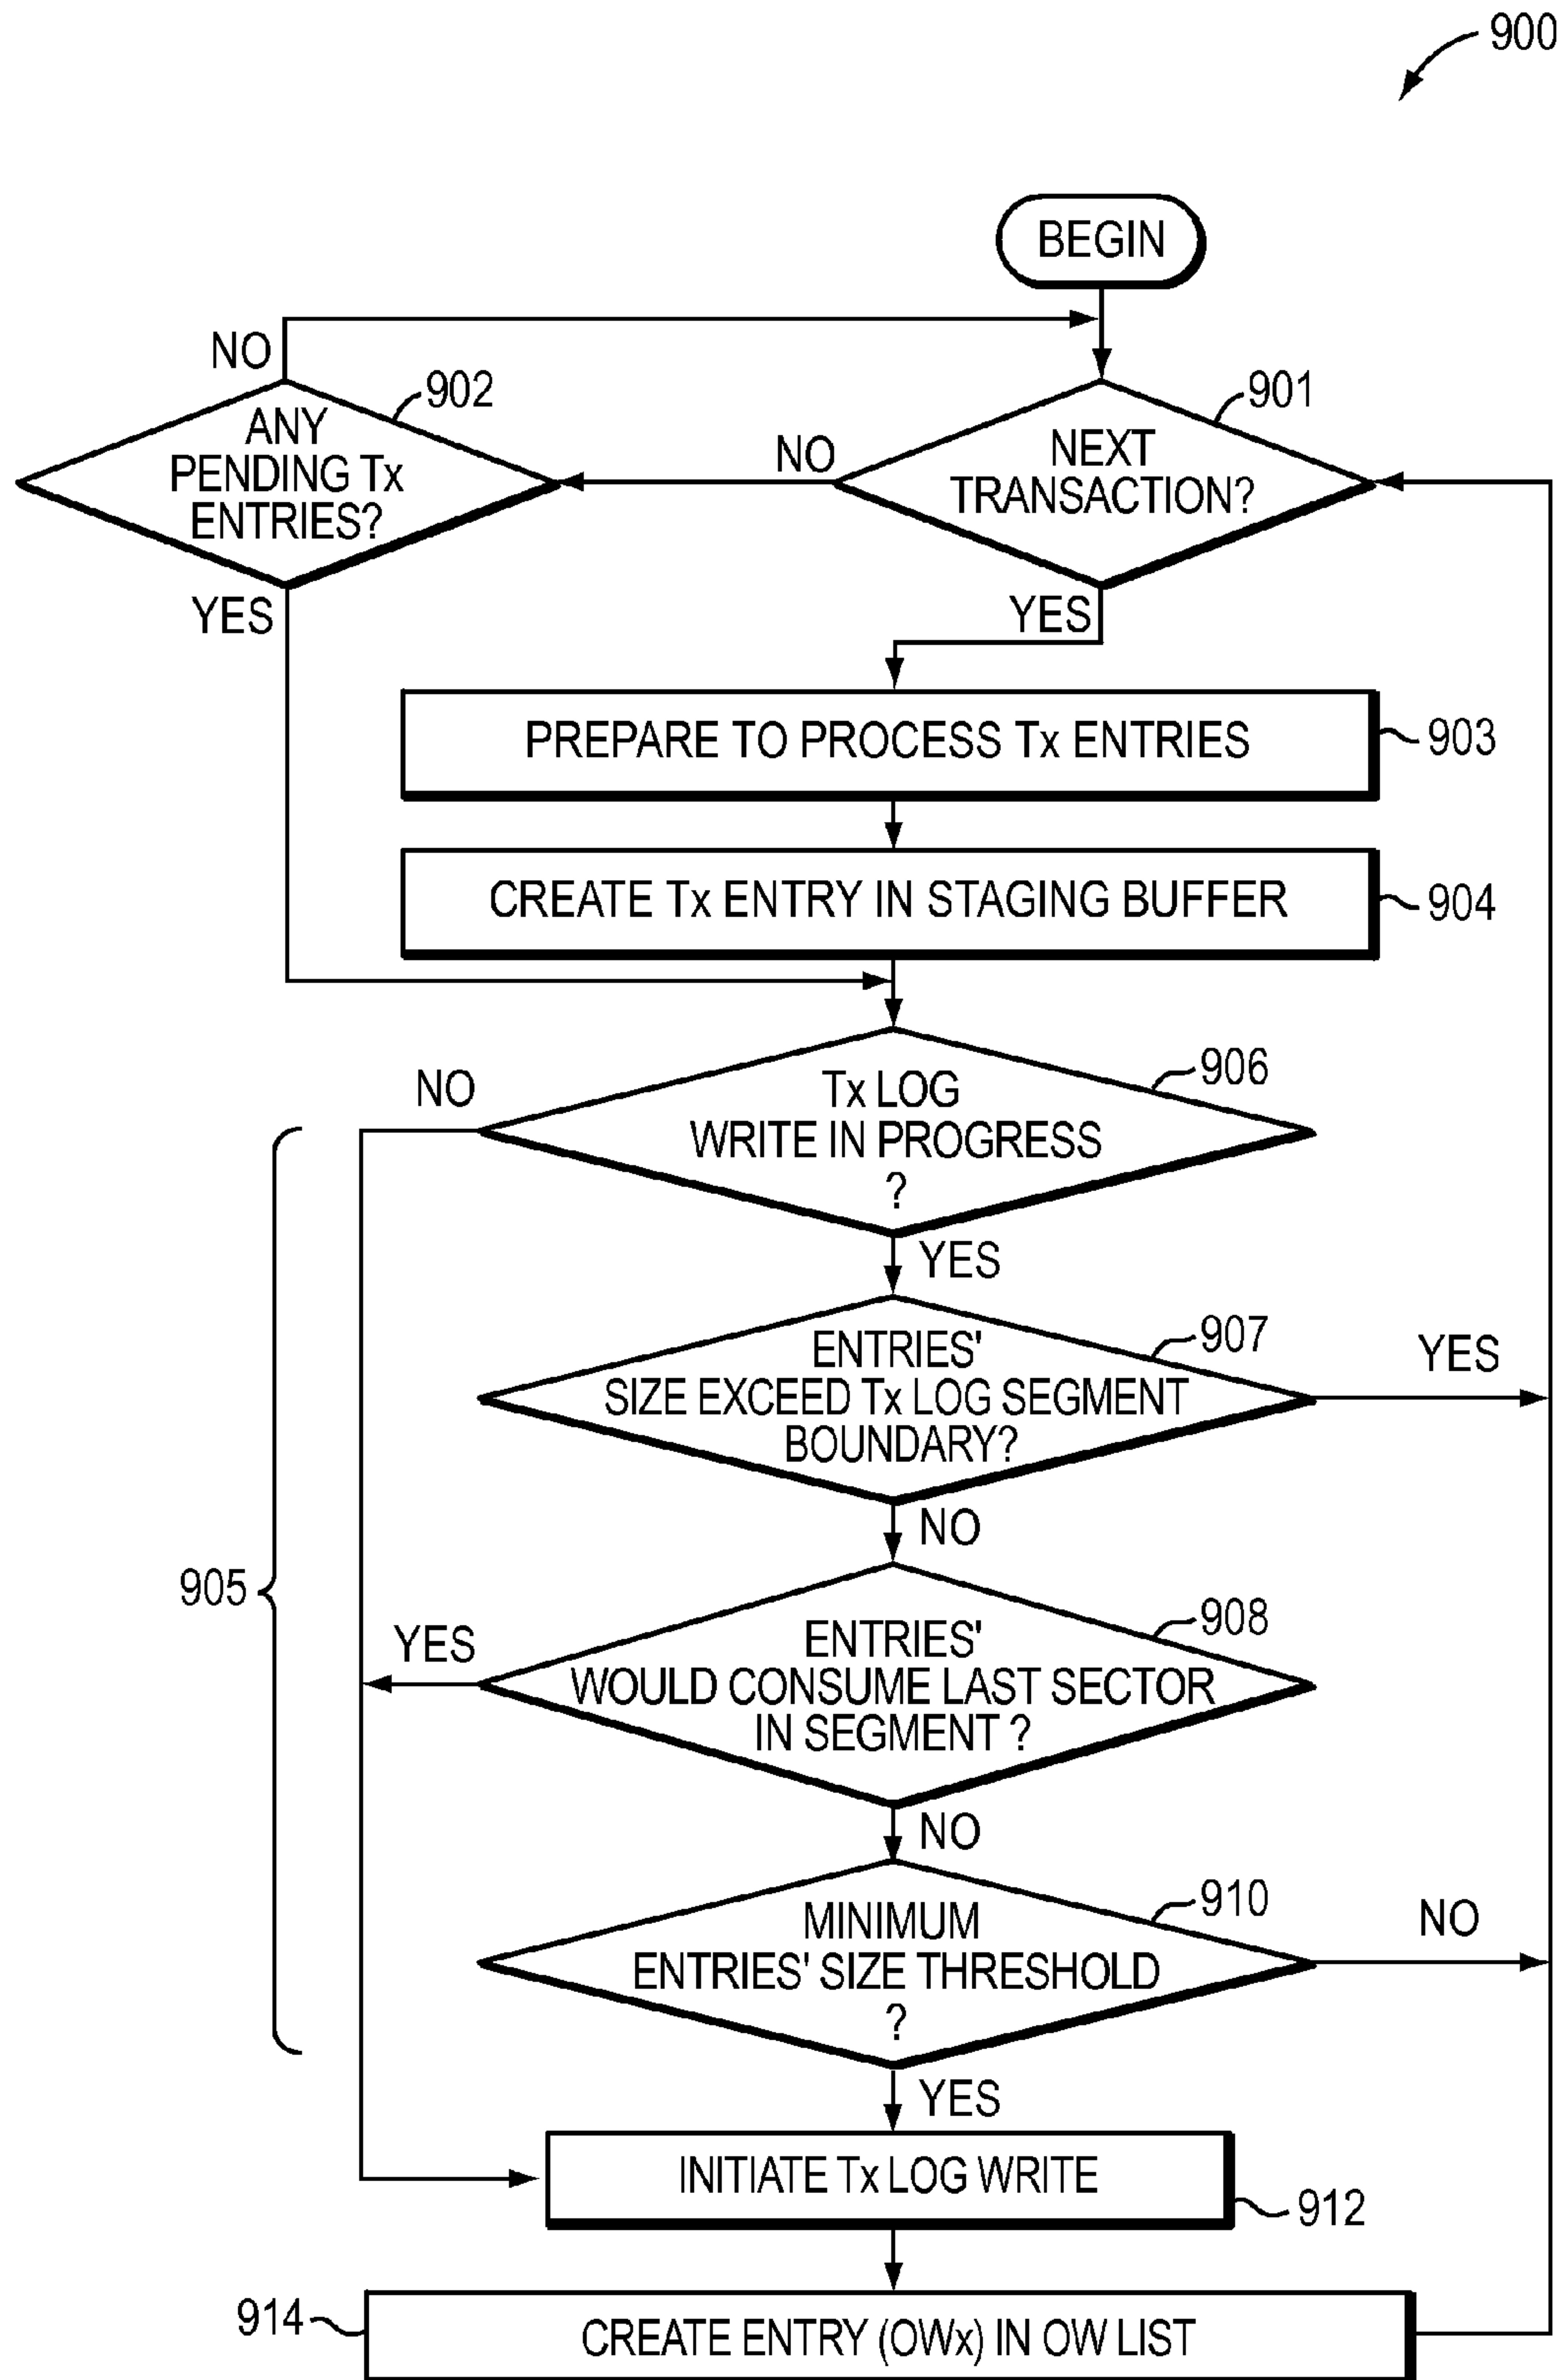 900
BEGIN
NO
902
901
ANY
PENDING Tx
ENTRIES?
NO
NEXT
TRANSACTION?
YES
YES
PREPARE TO PROCESS Tx ENTRIES
903
CREATE Tx ENTRY IN STAGING BUFFER
904
NO
906
Tx LOG
WRITE IN PROGRESS
?
YES
907
ENTRIES'
SIZE EXCEED Tx LOG SEGMENT
BOUNDARY?
YES
NO
905
908
YES
ENTRIES'
WOULD CONSUME LAST SECTOR
IN SEGMENT ?
NO
910
MINIMUM
ENTRIES' SIZE THRESHOLD
?
NO
YES
INITIATE Tx LOG WRITE
912
914
CREATE ENTRY (OWx) IN OW LIST